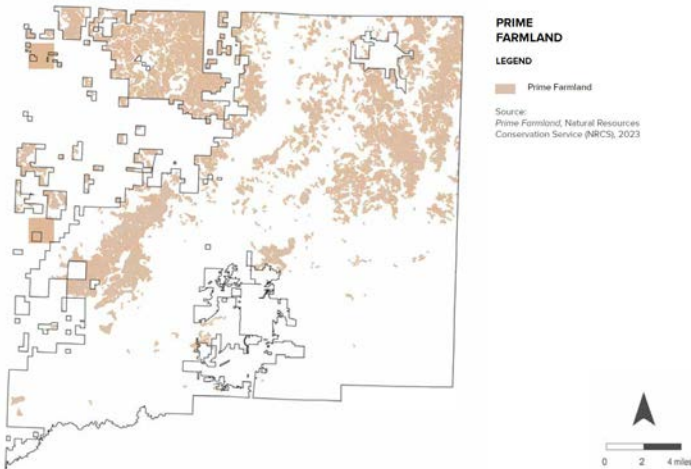 PRIME
FARMLAND
LEGEND
Prime Farmland
Source:
Prime Farmland, Natural Resources
Conservation Service (NRCS), 2023
0 2 4 miles